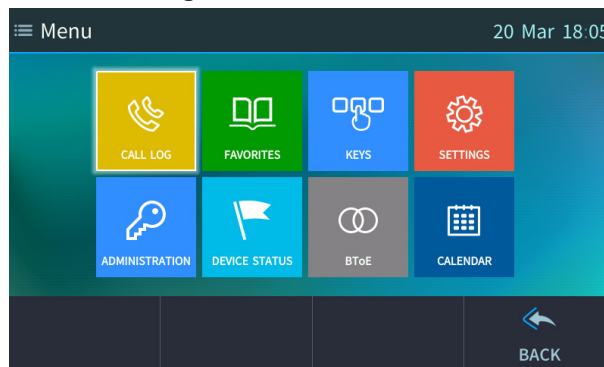 Menu 20 Mar 18:05
CALL LOG FAVORITES KEYS SETTINGS
ADMINISTRATION DEVICE STATUS BToE CALENDAR
BACK